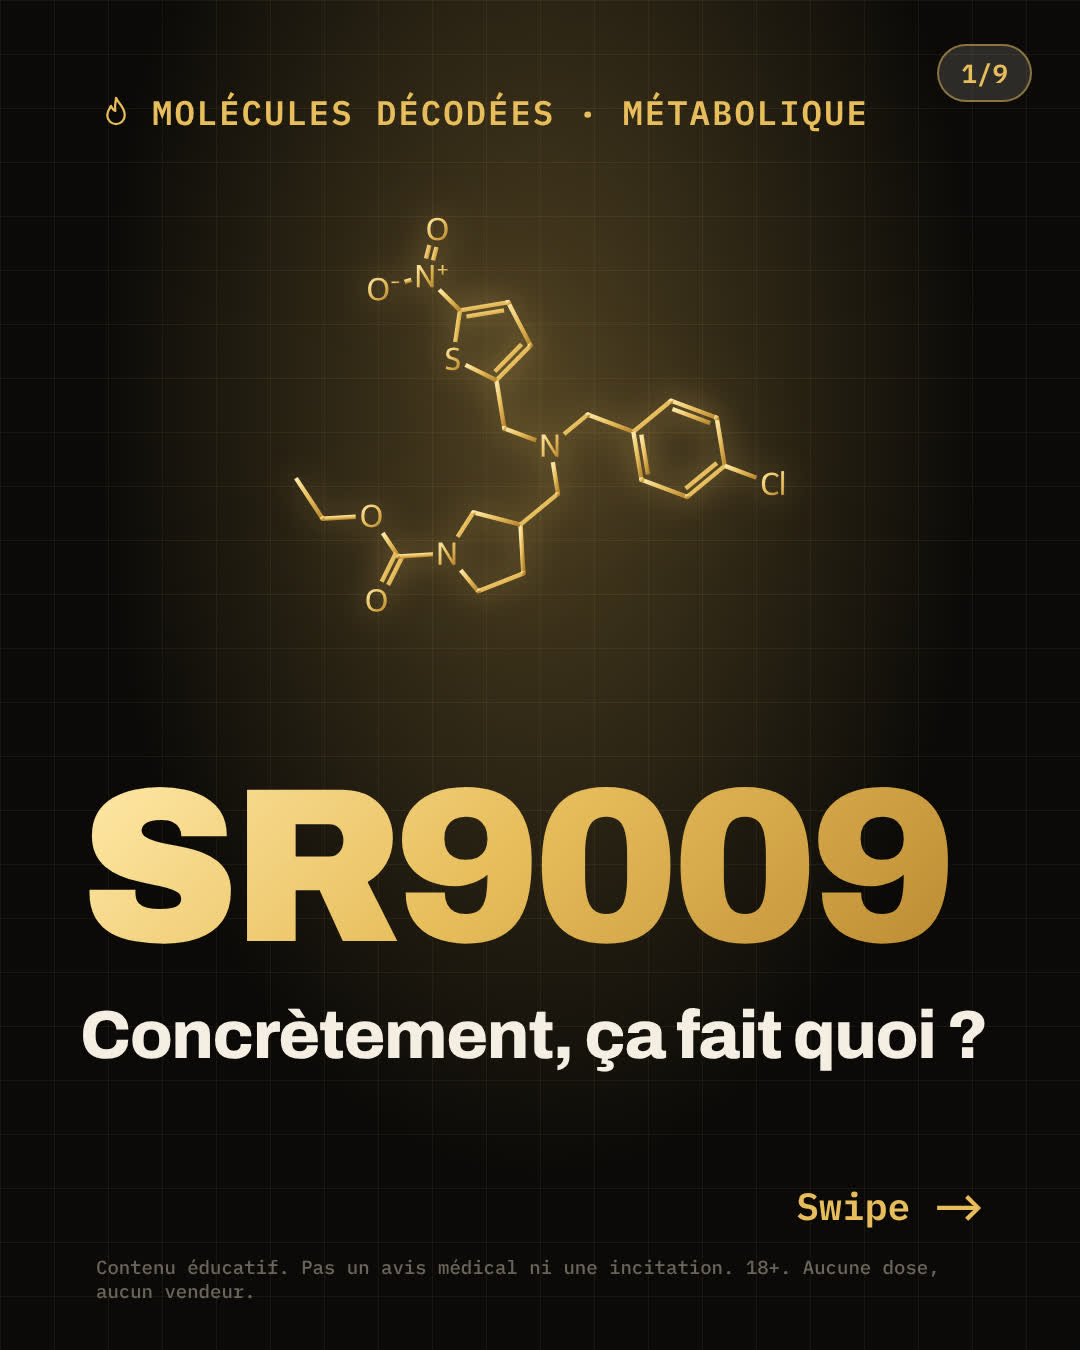 1/9
MOLÉCULES DÉCODÉES · MÉTABOLIQUE
O
O⁻ N⁺
S
N
Cl
O
N
O
SR9009
Concrètement, ça fait quoi ?
Swipe →
Contenu éducatif. Pas un avis médical ni une incitation. 18+. Aucune dose,
aucun vendeur.